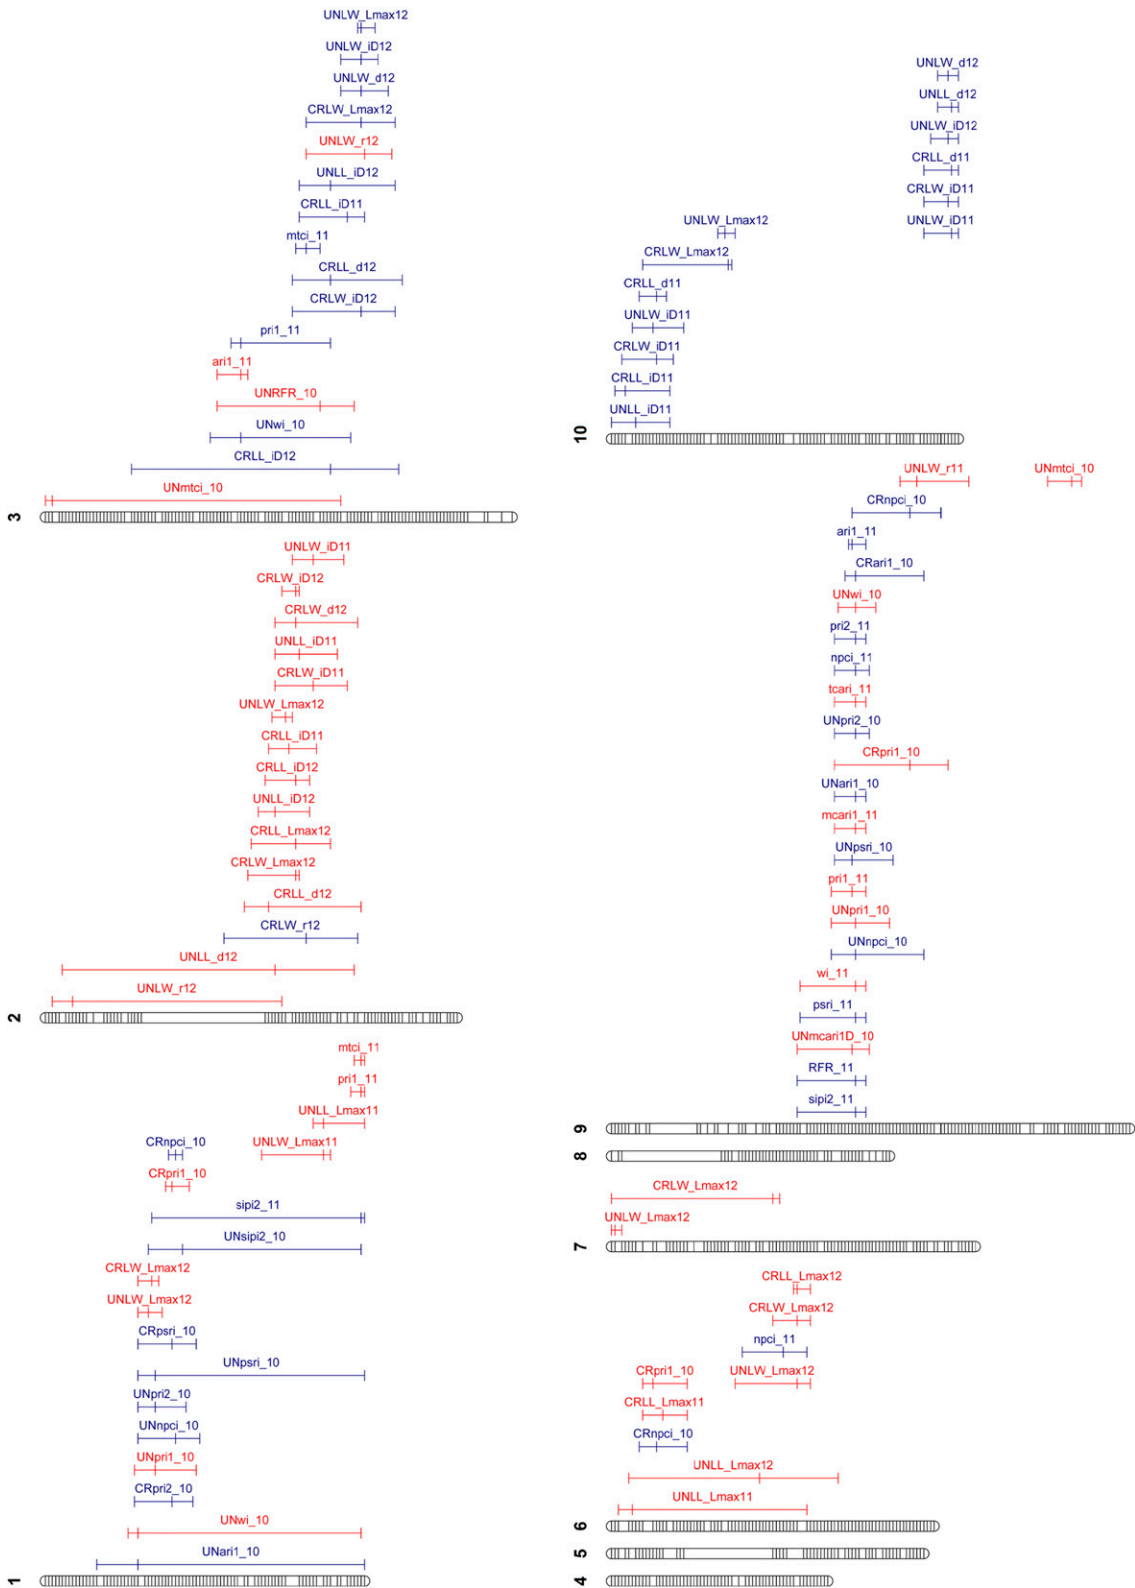 UNLW_Lmax12
UNLW_iD12
UNLW_d12
CRLW_Lmax12
UNLW_r12
UNLL_iD12
CRLL_iD11
mtci_11
CRLL_d12
CRLW_iD12
pri1_11
ari1_11
UNRFR_10
UNwi_10
CRLL_iD12
UNmtci_10
3
UNLW_iD11
CRLW_iD12
CRLW_d12
UNLL_iD11
CRLW_iD11
UNLW_Lmax12
CRLL_iD11
CRLL_iD12
UNLL_iD12
CRLL_Lmax12
CRLW_Lmax12
CRLL_d12
CRLW_r12
UNLL_d12
UNLW_r12
2
mtci_11
pri1_11
UNLL_Lmax11
CRnpci_10
UNLW_Lmax11
CRpri1_10
sipi2_11
UNsipi2_10
CRLW_Lmax12
UNLW_Lmax12
CRpsri_10
UNpsri_10
UNpri2_10
UNnpci_10
UNpri1_10
CRpri2_10
UNwi_10
UNari1_10
1
UNLW_d12
UNLL_d12
UNLW_iD12
CRLL_d11
CRLW_iD11
UNLW_iD11
UNLW_Lmax12
CRLW_Lmax12
CRLL_d11
UNLW_iD11
CRLW_iD11
CRLL_iD11
UNLL_iD11
10
UNLW_r11
UNmtci_10
CRnpci_10
ari1_11
CRari1_10
UNwi_10
pri2_11
npci_11
tcari_11
UNpri2_10
CRpri1_10
UNari1_10
mcari1_11
UNpsri_10
pri1_11
UNpri1_10
UNnpci_10
wi_11
psri_11
UNmcari1D_10
RFR_11
sipi2_11
9
8
CRLW_Lmax12
UNLW_Lmax12
7
CRLL_Lmax12
CRLW_Lmax12
npci_11
CRpri1_10
UNLW_Lmax12
CRLL_Lmax11
CRnpci_10
UNLL_Lmax12
UNLL_Lmax11
6
5
4